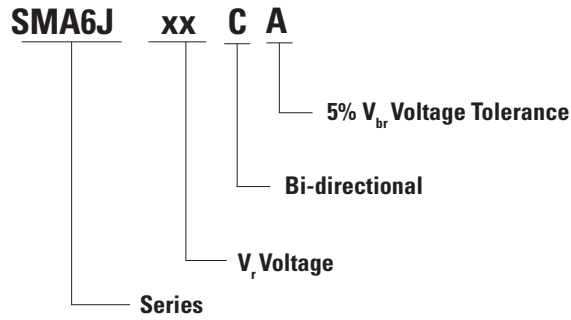 SMA6J xx C A
5% Vbr Voltage Tolerance
Bi-directional
Vr Voltage
Series